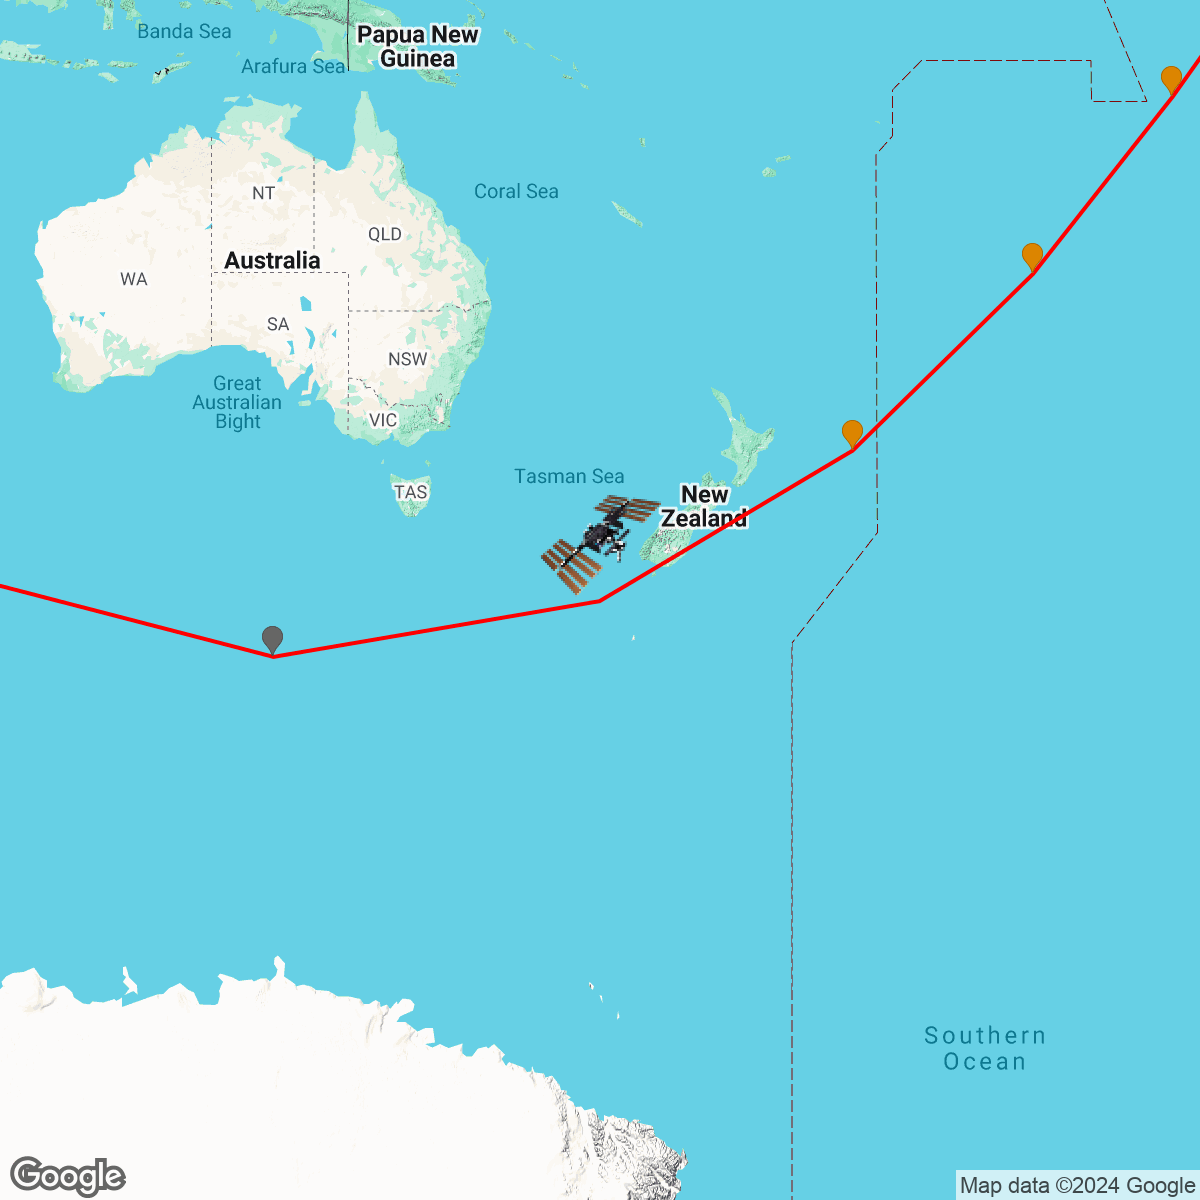 Banda Sea
Papua New
Guinea
Arafura Sea
NT
Coral Sea
QLD
Australia
WA
SA
NSW
Great
Australian
Bight
VIC
Tasman Sea
TAS
New
Zealand
Southern
Ocean
Google
Map data ©2024 Google